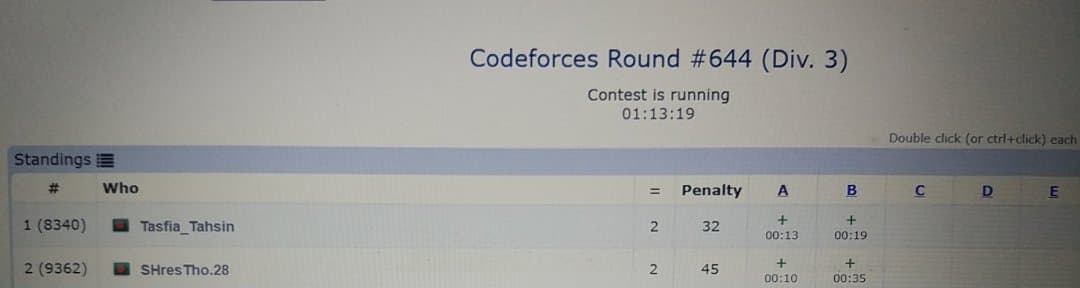 Codeforces Round #644 (Div. 3)
Contest is running
01:13:19
Double click (or ctrl+click) each
Standings
# Who = Penalty A B C D E
1 (8340) Tasfia_Tahsin 2 32 + +
00:13 00:19
2 (9362) SHresTho.28 2 45 + +
00:10 00:35